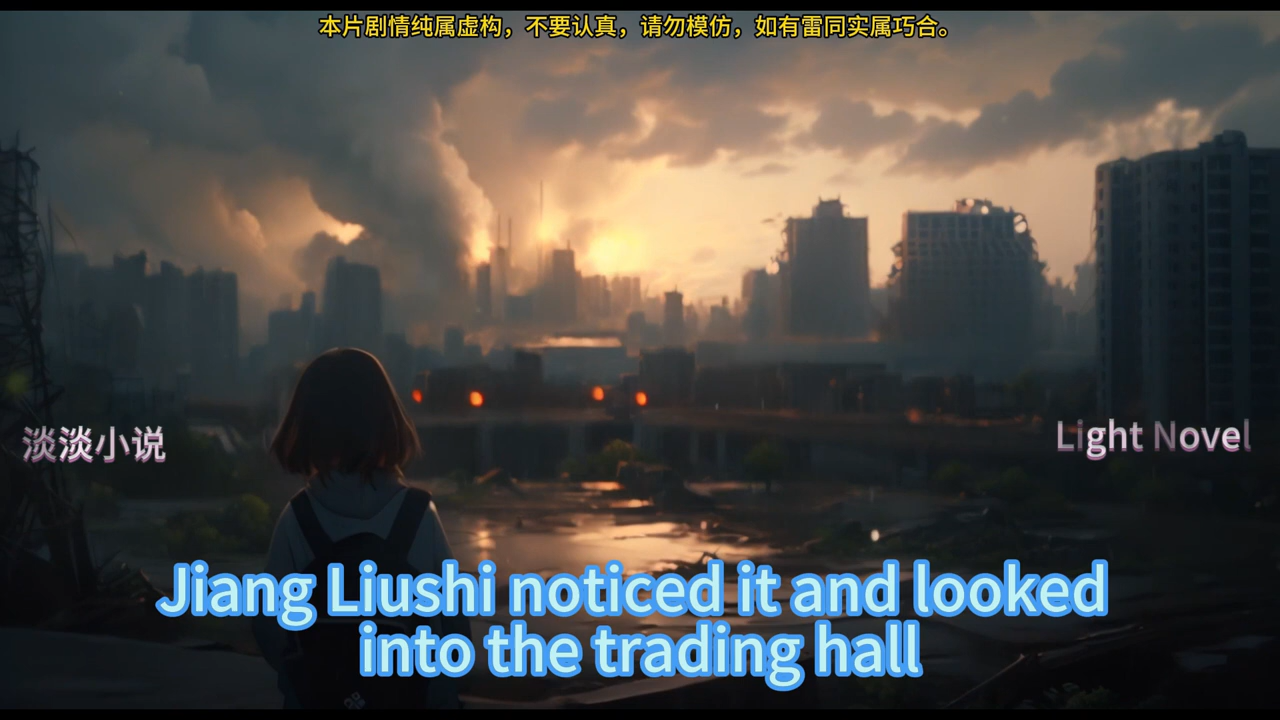 本片剧情纯属虚构，不要认真，请勿模仿，如有雷同实属巧合。
淡淡小说
Light Novel
Jiang Liushi noticed it and looked
into the trading hall